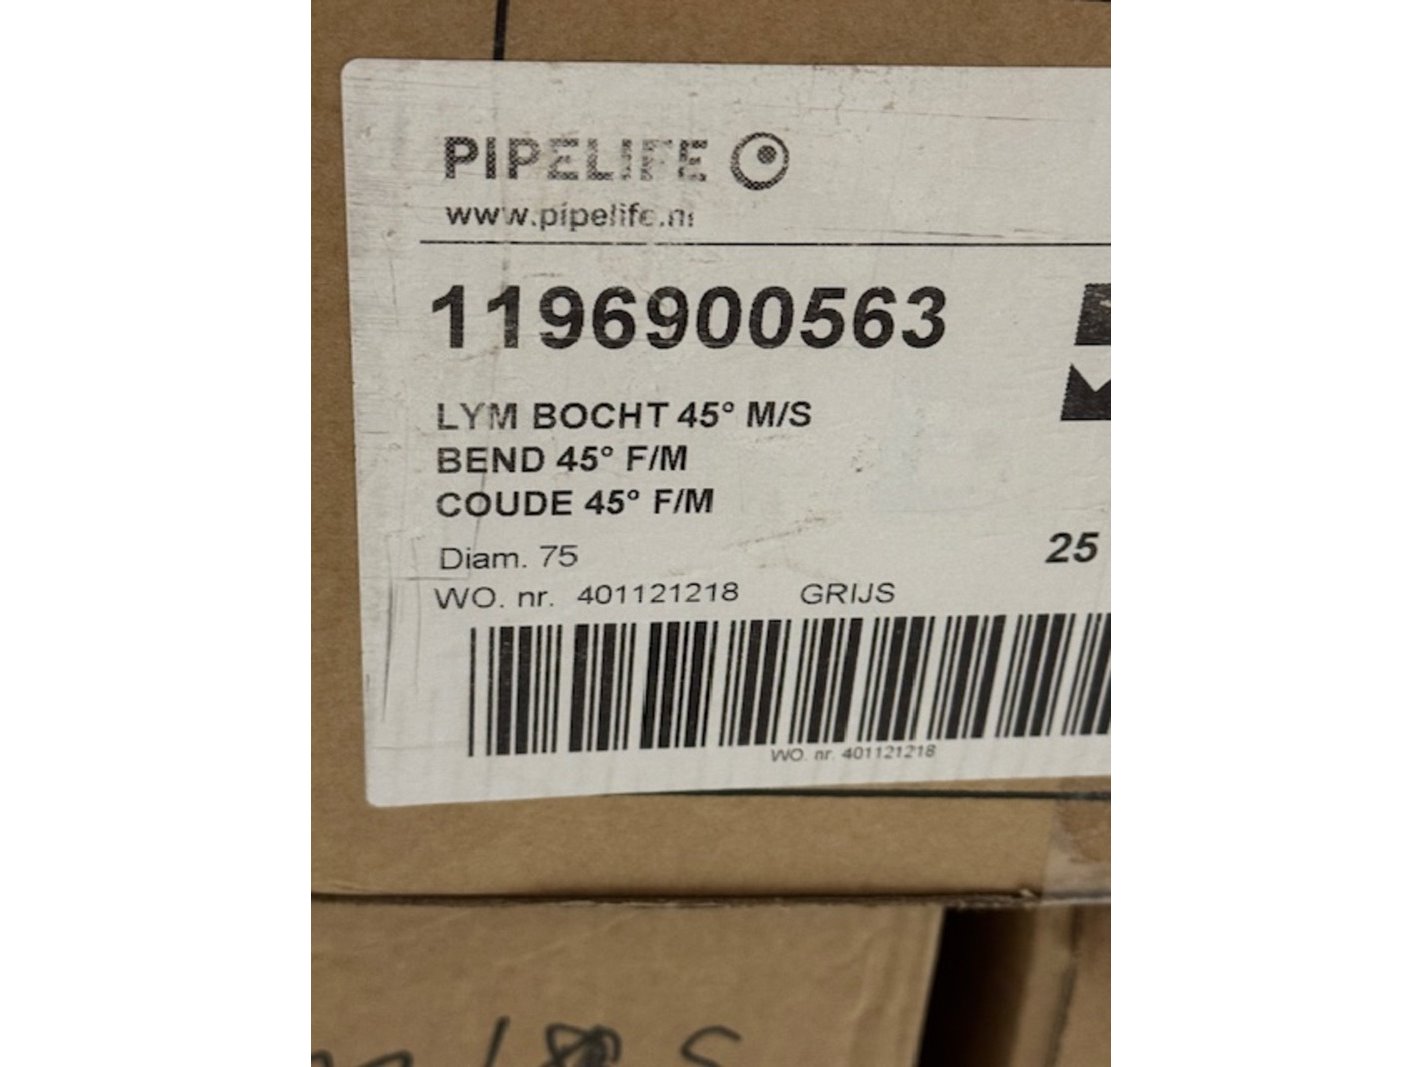 PIPELIFE
www.pipelife.nl
1196900563
LYM BOCHT 45° M/S
BEND 45° F/M
COUDE 45° F/M
Diam. 75
25
WO. nr. 401121218 GRIJS
WO. nr. 401121218